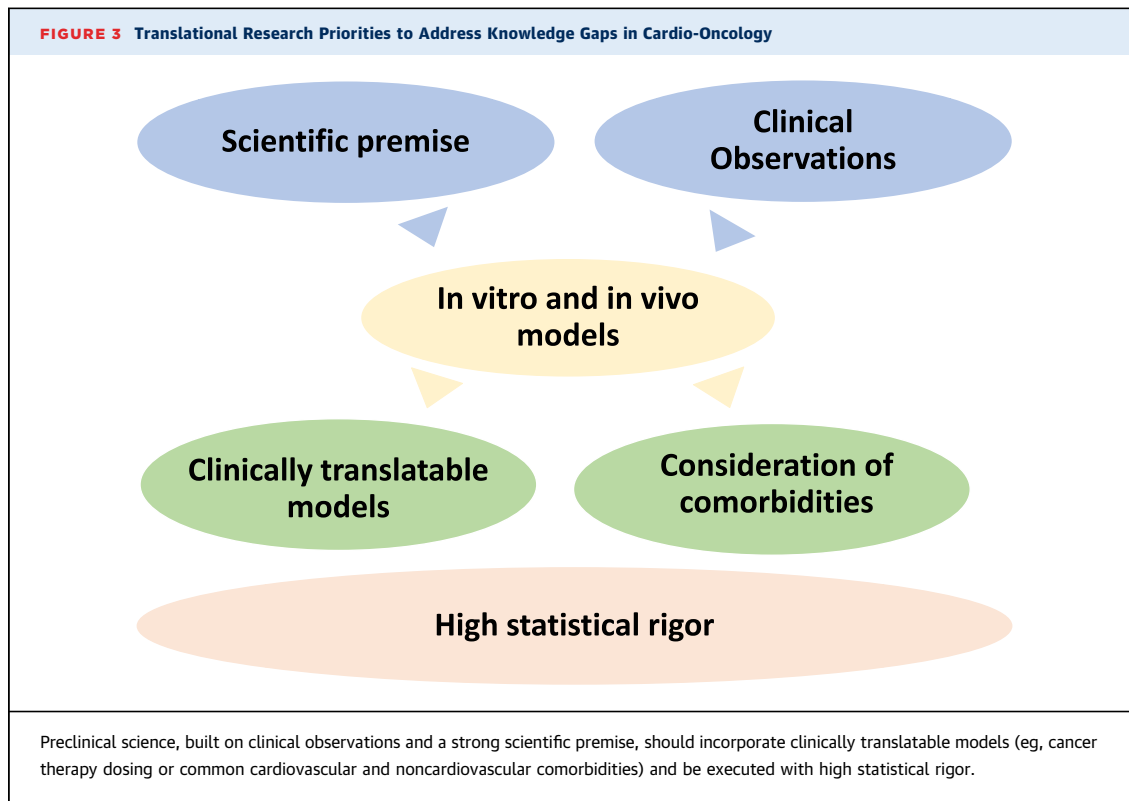 FIGURE 3 Translational Research Priorities to Address Knowledge Gaps in Cardio-Oncology
Scientific premise
Clinical
Observations
In vitro and in vivo
models
Clinically translatable
models
Consideration of
comorbidities
High statistical rigor
Preclinical science, built on clinical observations and a strong scientific premise, should incorporate clinically translatable models (eg, cancer
therapy dosing or common cardiovascular and noncardiovascular comorbidities) and be executed with high statistical rigor.